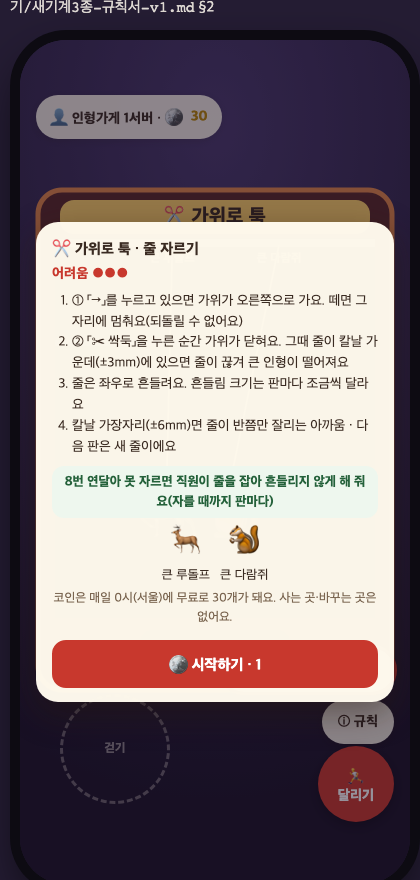 기/새기계3종-규칙서-v1.md §2
인형가게 1서버 · 30
가위로 툭
가위로 툭 · 줄 자르기
어려움 ●●●
1. ① 「→」를 누르고 있으면 가위가 오른쪽으로 가요. 떼면 그
자리에 멈춰요(되돌릴 수 없어요)
2. ② 「✂ 싹둑」을 누른 순간 가위가 닫혀요. 그때 줄이 칼날 가
운데(±3mm)에 있으면 줄이 끊겨 큰 인형이 떨어져요
3. 줄은 좌우로 흔들려요. 흔들림 크기는 판마다 조금씩 달라
요
4. 칼날 가장자리(±6mm)면 줄이 반쯤만 잘리는 아까움 · 다
음 판은 새 줄이에요
8번 연달아 못 자르면 직원이 줄을 잡아 흔들리지 않게 해 줘
요(자를 때까지 판마다)
큰 루돌프 큰 다람쥐
코인은 매일 0시(서울)에 무료로 30개가 돼요. 사는 곳·바꾸는 곳은
없어요.
시작하기 · 1
ⓘ 규칙
걷기
달리기